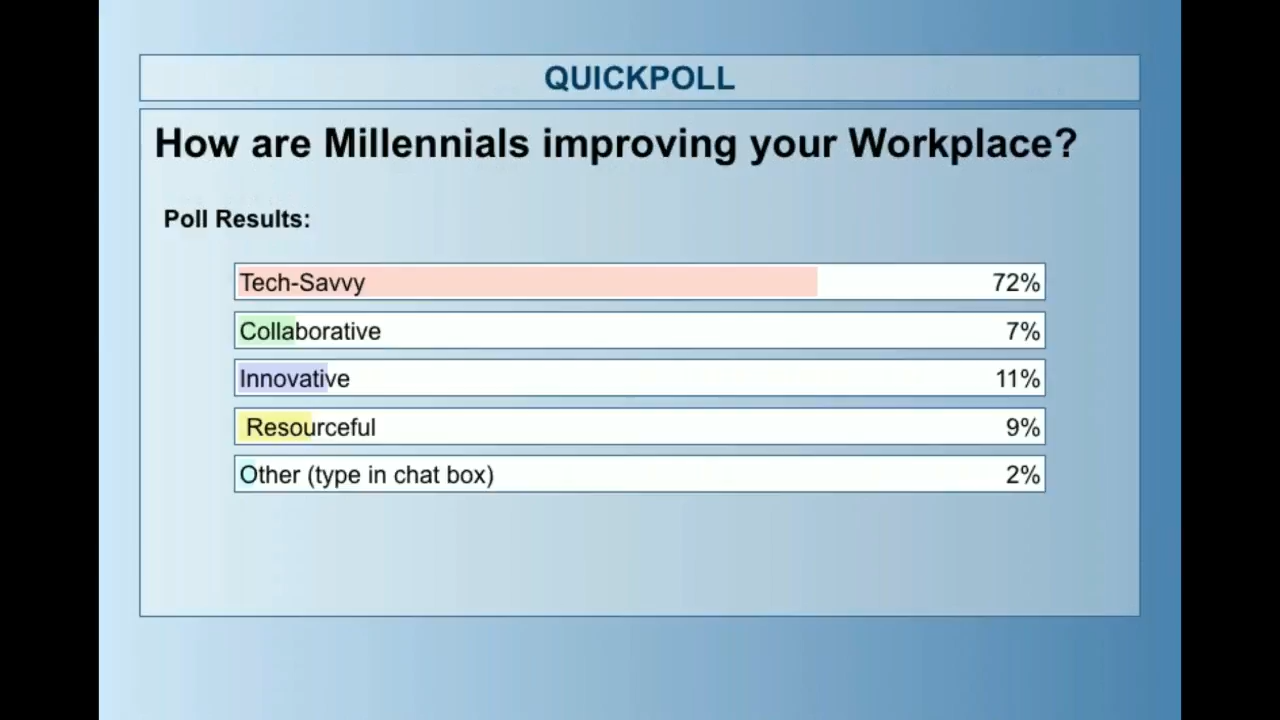 QUICKPOLL
How are Millennials improving your Workplace?
Poll Results:
Tech-Savvy 72%
Collaborative 7%
Innovative 11%
Resourceful 9%
Other (type in chat box) 2%